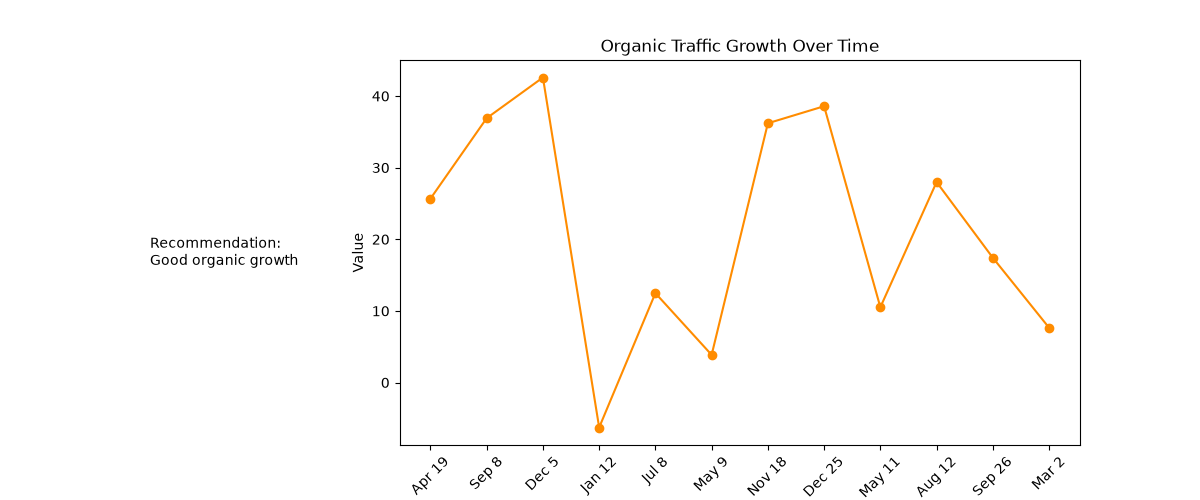 Organic Traffic Growth Over Time
Recommendation:
Good organic growth
Value
40
30
20
10
0
Apr 19
Sep 8
Dec 5
Jan 12
Jul 8
May 9
Nov 18
Dec 25
May 11
Aug 12
Sep 26
Mar 2